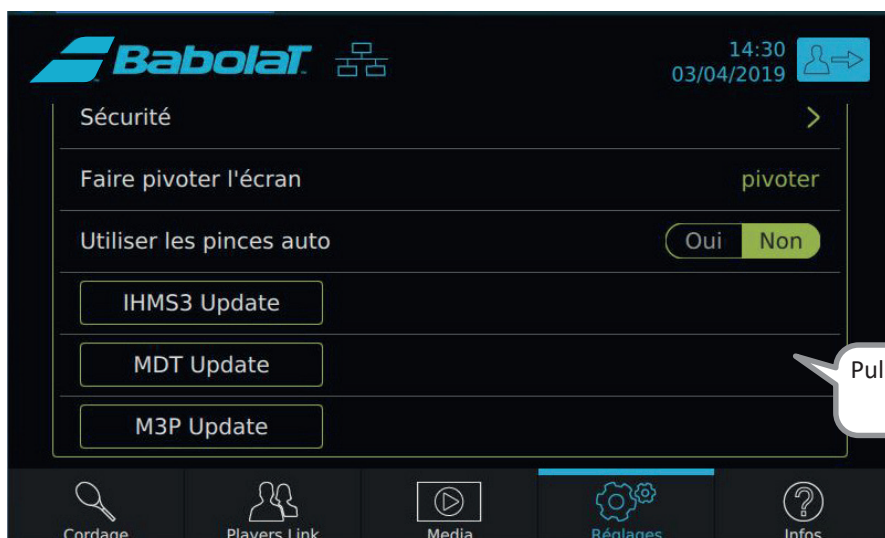 Babolat
14:30
03/04/2019
Sécurité
Faire pivoter l'écran pivoter
Utiliser les pinces auto Oui Non
IHMS3 Update
MDT Update
M3P Update
Cordage Players Link Media Réglages Infos